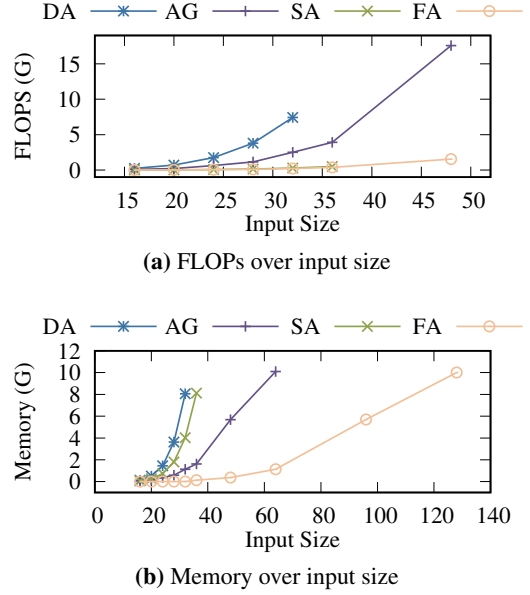 DA AG SA FA
FLOPS (G)
15
10
5
0
15 20 25 30 35 40 45 50
Input Size
(a) FLOPs over input size
DA AG SA FA
Memory (G)
12
10
8
6
4
2
0
0 20 40 60 80 100 120 140
Input Size
(b) Memory over input size